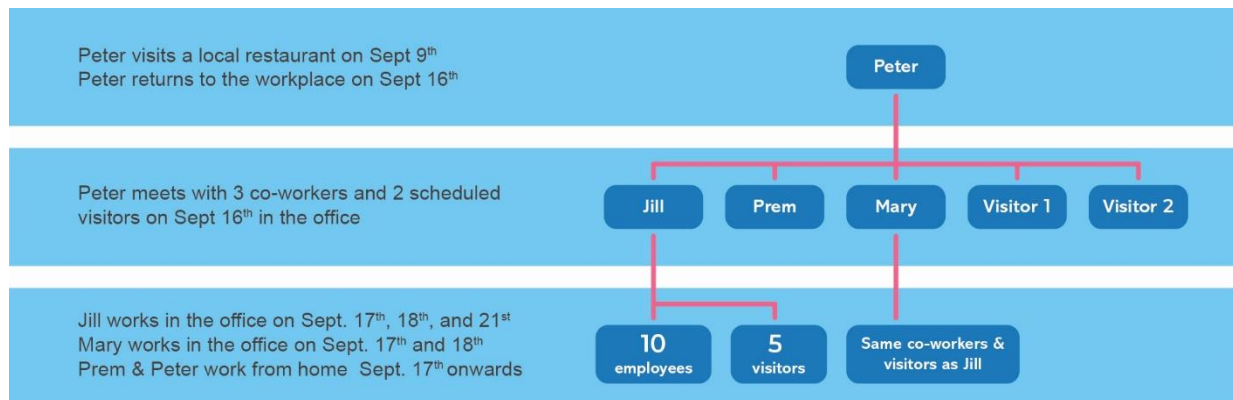 Peter visits a local restaurant on Sept 9th
Peter returns to the workplace on Sept 16th
Peter
Peter meets with 3 co-workers and 2 scheduled
visitors on Sept 16th in the office
Jill
Prem
Mary
Visitor 1
Visitor 2
Jill works in the office on Sept. 17th, 18th, and 21st
Mary works in the office on Sept. 17th and 18th
Prem & Peter work from home Sept. 17th onwards
10
employees
5
visitors
Same co-workers &
visitors as Jill